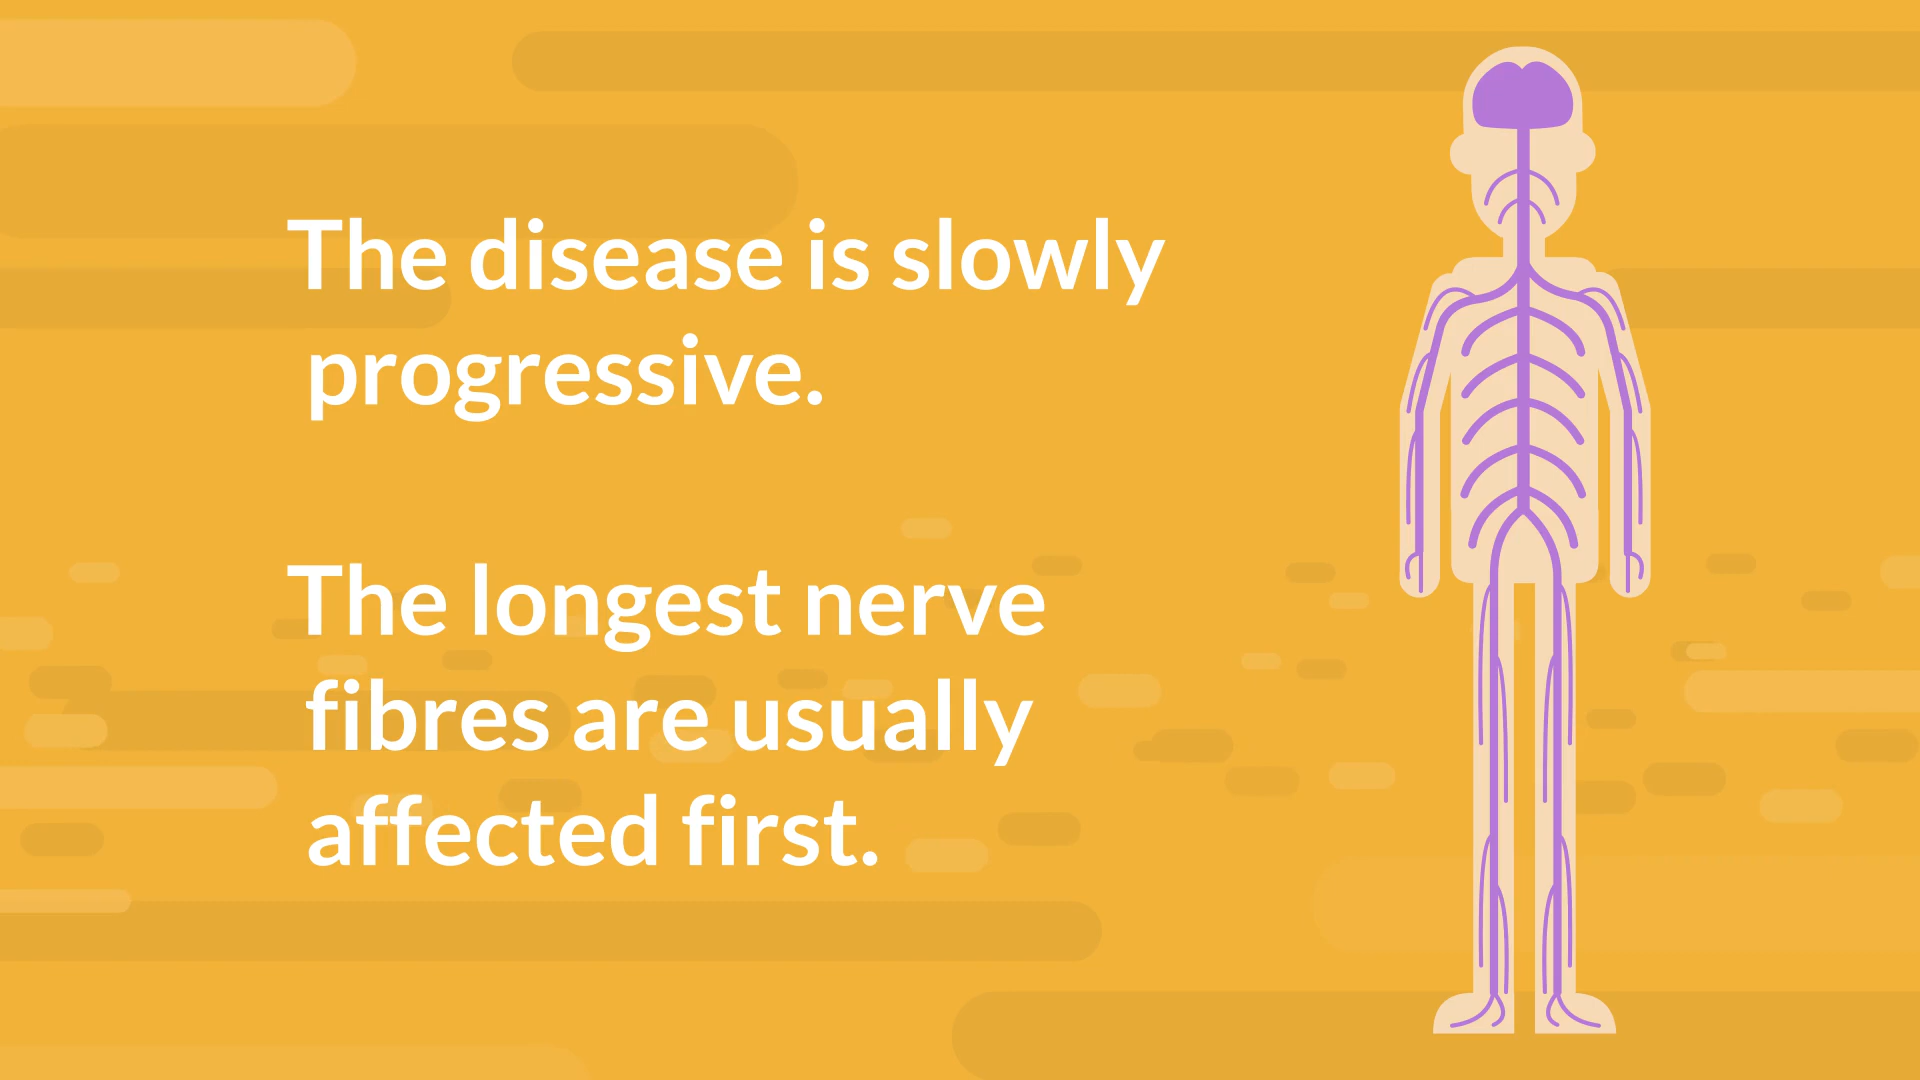 The disease is slowly
progressive.
The longest nerve
fibres are usually
affected first.